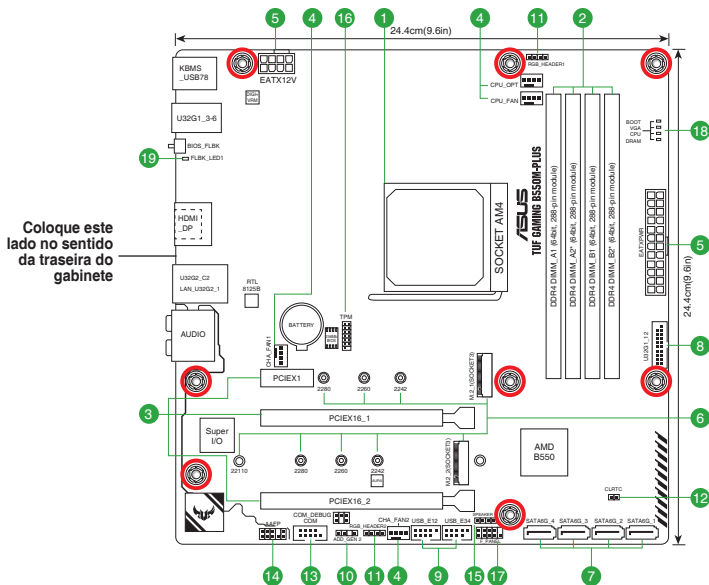 5
4
16
1
4
11
2
24.4cm(9.6in)
KBMS
_USB78
EATX12V
DIGI+
VRM
RGB_HEADER1
CPU_OPT
CPU_FAN
U32G1_3-6
BIOS_FLBK
19
FLBK_LED1
BOOT
VGA
CPU
DRAM
18
Coloque este
lado no sentido
da traseira do
gabinete
HDMI
_DP
SOCKET AM4
ASUS
TUF GAMING B550M-PLUS
DDR4 DIMM_A1 (64bit, 288-pin module)
DDR4 DIMM_A2* (64bit, 288-pin module)
DDR4 DIMM_B1 (64bit, 288-pin module)
DDR4 DIMM_B2* (64bit, 288-pin module)
EATXPWR
5
24.4cm(9.6in)
U32G2_C2
LAN_U32G2_1
RTL
8125B
AUDIO
CHA_FAN1
BATTERY
TPM
U32G1_12
8
PCIEX1
2280
2260
2242
M.2_1(SOCKET3)
3
PCIEX16_1
6
Super
I/O
22110
2280
2260
2242
M.2_2(SOCKET3)
AMD
B550
CLRTC
12
PCIEX16_2
AAFP
COM_DEBUG
COM
ADD_GEN 2
RGB_HEADER2
CHA_FAN2
USB_E12
USB_E34
SPEAKER
F_PANEL
SATA6G_4
SATA6G_3
SATA6G_2
SATA6G_1
14
13
10
11
4
9
15
17
7